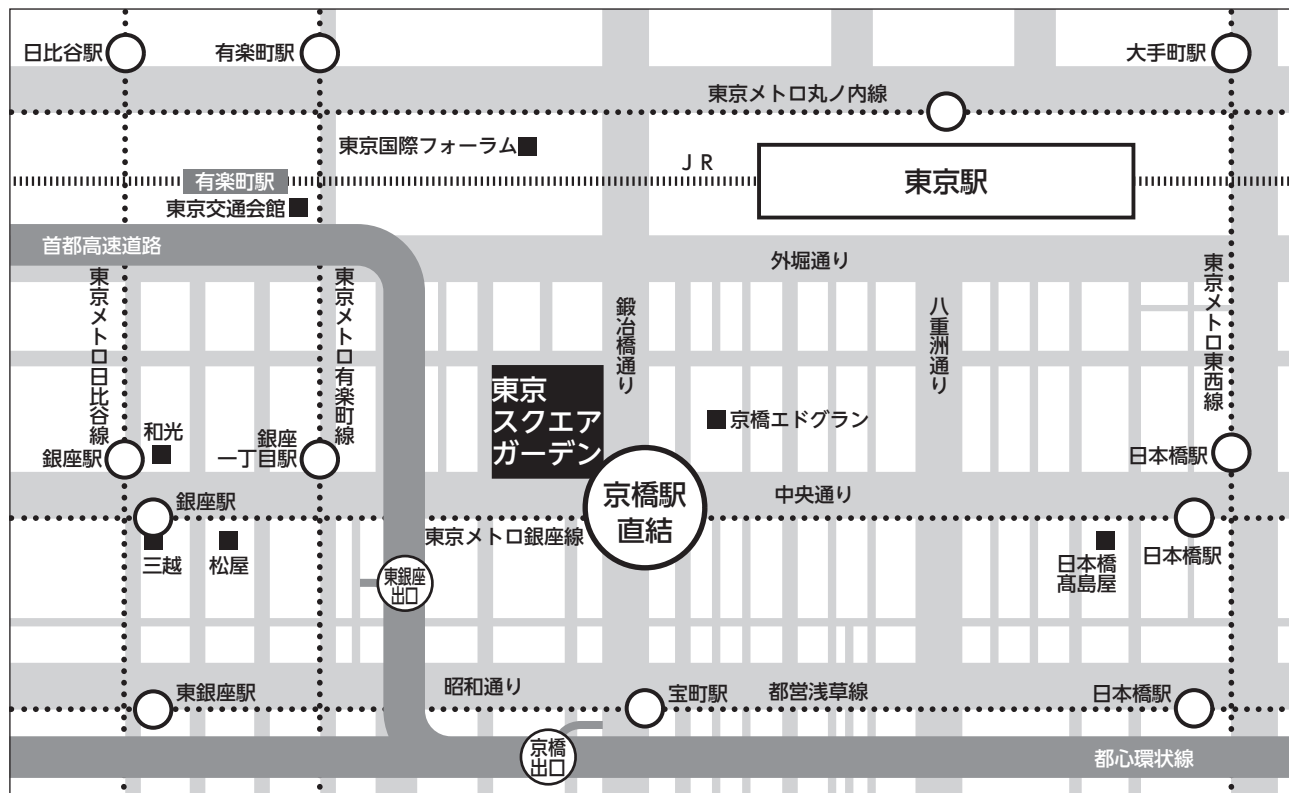 日比谷駅
有楽町駅
大手町駅
東京メトロ丸ノ内線
東京国際フォーラム
JR
東京駅
有楽町駅
東京交通会館
首都高速道路
外堀通り
東京メトロ日比谷線
東京メトロ有楽町線
鍛冶橋通り
八重洲通り
東京メトロ東西線
東京
スクエア
ガーデン
京橋エドグラン
和光
銀座駅
銀座
一丁目駅
日本橋駅
銀座駅
京橋駅
直結
中央通り
東京メトロ銀座線
三越
松屋
日本橋
髙島屋
日本橋駅
東銀座
出口
東銀座駅
昭和通り
宝町駅
都営浅草線
日本橋駅
京橋
出口
都心環状線